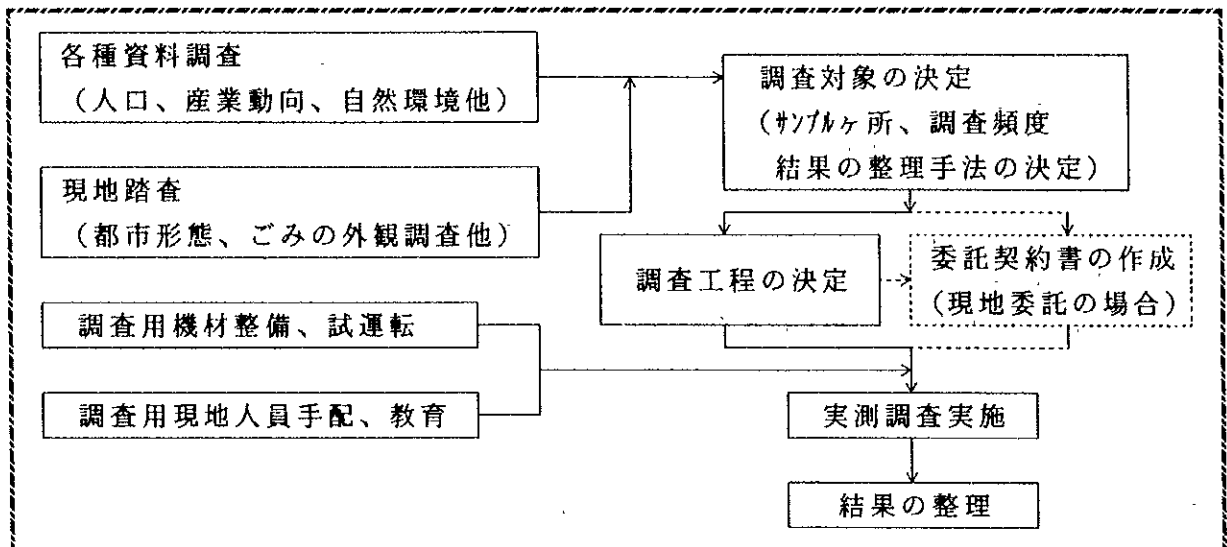 各種資料調査
（人口、産業動向、自然環境他）
現地踏査
（都市形態、ごみの外観調査他）
調査用機材整備、試運転
調査用現地人員手配、教育
調査対象の決定
（ｻﾝﾌﾟﾙヶ所、調査頻度
結果の整理手法の決定）
調査工程の決定
委託契約書の作成
（現地委託の場合）
実測調査実施
結果の整理